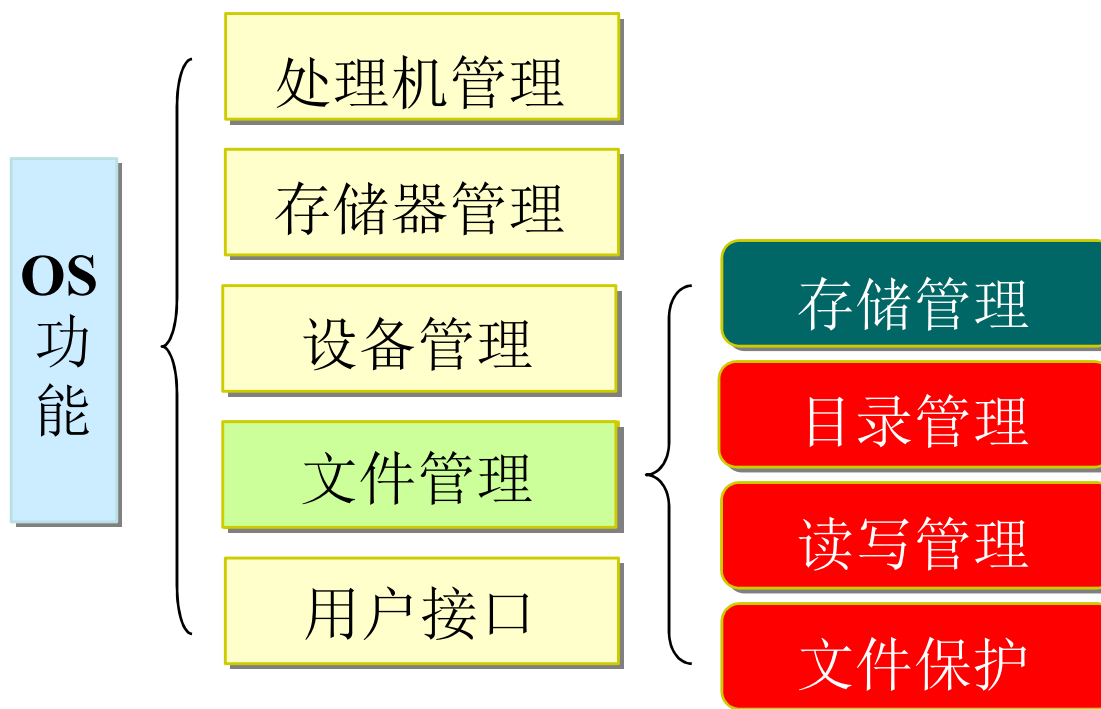 OS
功
能
处理机管理
存储器管理
设备管理
文件管理
用户接口
存储管理
目录管理
读写管理
文件保护